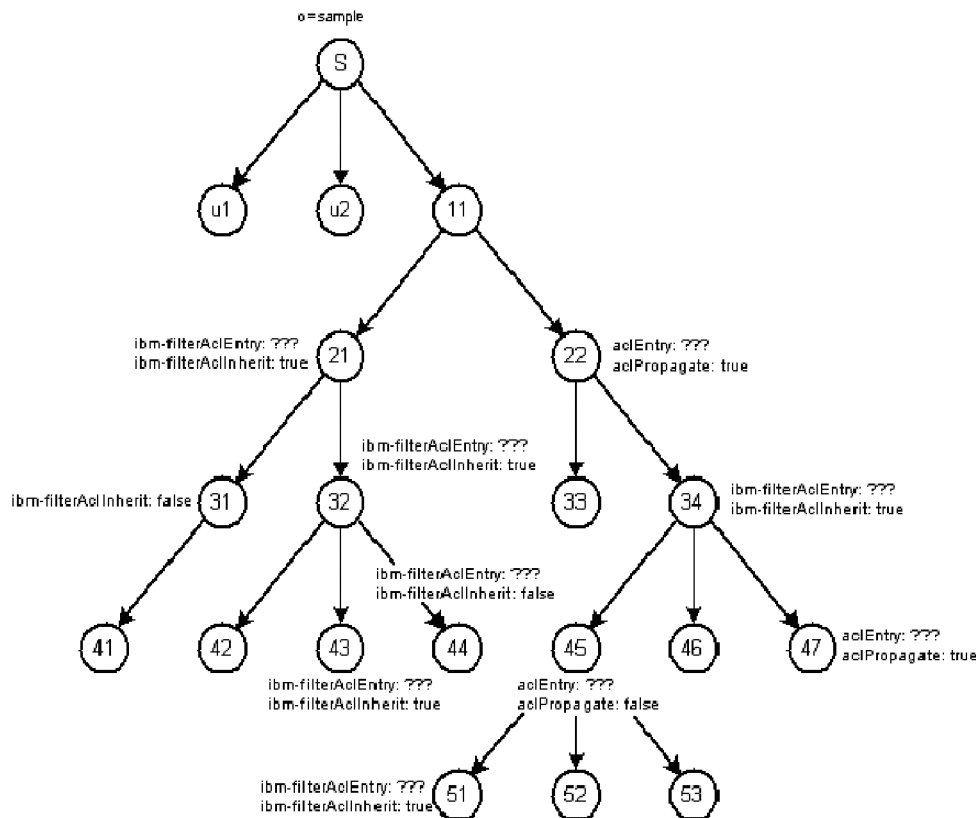 o=sample
S
u1
u2
11
ibm-filterAclEntry: ???
ibm-filterAclInherit: true
21
22
aclEntry: ???
aclPropagate: true
ibm-filterAclEntry: ???
ibm-filterAclInherit: true
ibm-filterAclInherit: false
31
32
33
34
ibm-filterAclEntry: ???
ibm-filterAclInherit: true
ibm-filterAclEntry: ???
ibm-filterAclInherit: false
41
42
43
44
45
46
47
aclEntry: ???
aclPropagate: true
ibm-filterAclEntry: ???
ibm-filterAclInherit: true
aclEntry: ???
aclPropagate: false
ibm-filterAclEntry: ???
ibm-filterAclInherit: true
51
52
53